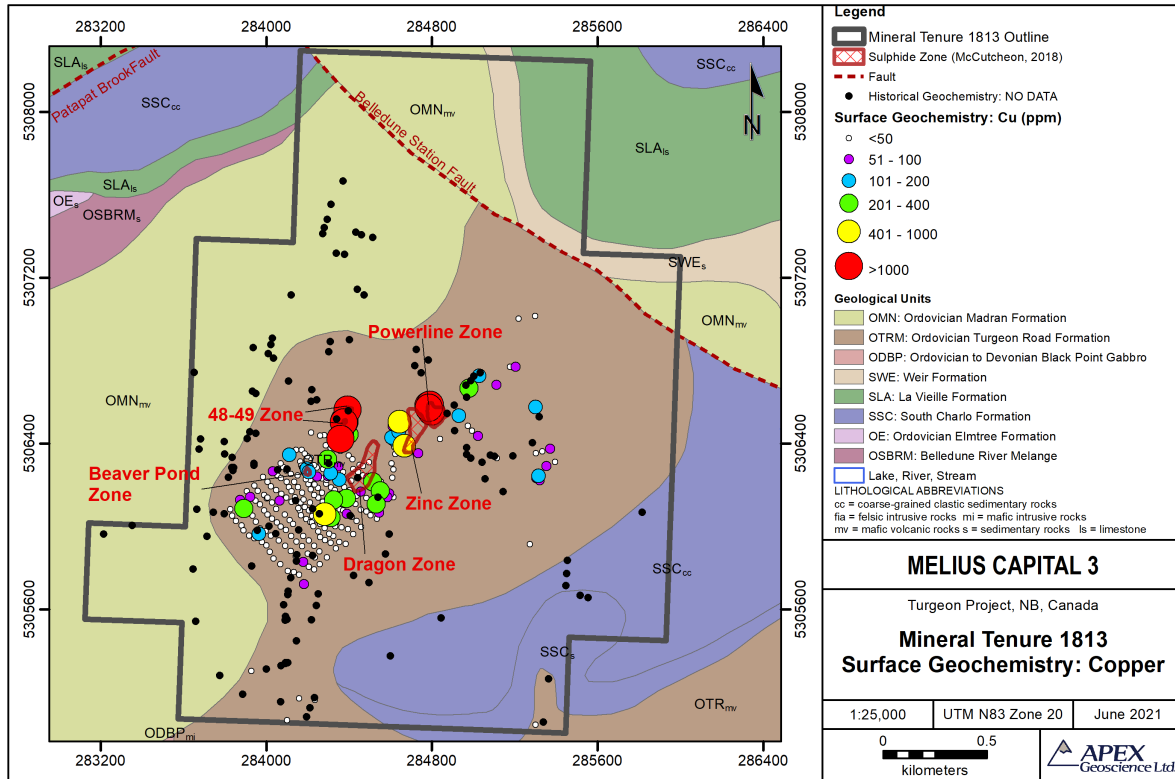 283200
284000
284800
285600
286400
5308000
5307200
5306400
5305600
5308000
5307200
5306400
5305600
283200
284000
284800
285600
286400
SLAls
Patapat Brook Fault
SSCcc
SLAls
OEs
OSBRMs
OMNmv
Belledune Station Fault
SSCcc
SLAls
SWEs
OMNmv
OMNmv
Powerline Zone
48-49 Zone
Beaver Pond
Zone
Zinc Zone
Dragon Zone
SSCcc
SSCs
OTRmv
ODBPmi
N
Legend
Mineral Tenure 1813 Outline
Sulphide Zone (McCutcheon, 2018)
Fault
Historical Geochemistry: NO DATA
Surface Geochemistry: Cu (ppm)
<50
51 - 100
101 - 200
201 - 400
401 - 1000
>1000
Geological Units
OMN: Ordovician Madran Formation
OTRM: Ordovician Turgeon Road Formation
ODBP: Ordovician to Devonian Black Point Gabbro
SWE: Weir Formation
SLA: La Vieille Formation
SSC: South Charlo Formation
OE: Ordovician Elmtree Formation
OSBRM: Belledune River Melange
Lake, River, Stream
LITHOLOGICAL ABBREVIATIONS
cc = coarse-grained clastic sedimentary rocks
fia = felsic intrusive rocks mi = mafic intrusive rocks
mv = mafic volcanic rocks s = sedimentary rocks ls = limestone
MELIUS CAPITAL 3
Turgeon Project, NB, Canada
Mineral Tenure 1813
Surface Geochemistry: Copper
1:25,000
UTM N83 Zone 20
June 2021
0 0.5
kilometers
APEX
Geoscience Ltd.